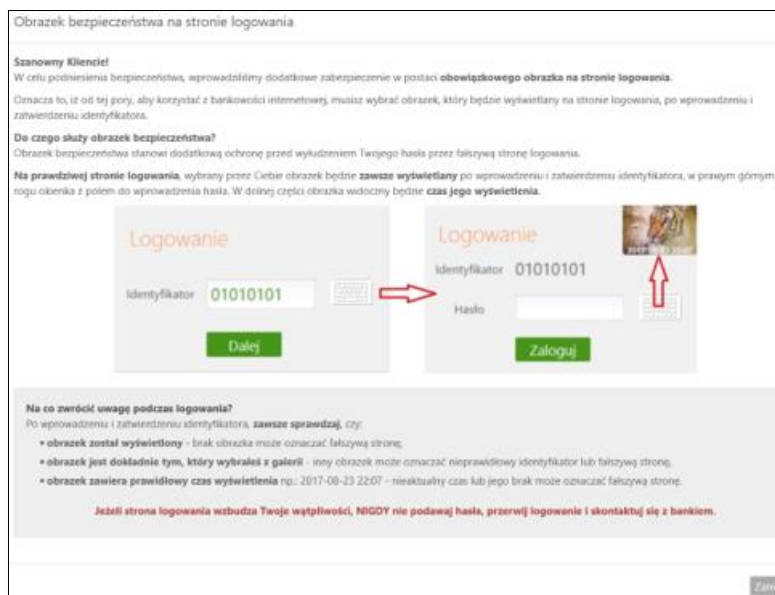 Obrazek bezpieczeństwa na stronie logowania
Szanowny Kliencie!
W celu podniesienia bezpieczeństwa, wprowadziliśmy dodatkowe zabezpieczenie w postaci obowiązkowego obrazka na stronie logowania.
Oznacza to, iż od tej pory, aby korzystać z bankowości internetowej, musisz wybrać obrazek, który będzie wyświetlany na stronie logowania, po wprowadzeniu i
zatwierdzeniu identyfikatora.
Do czego służy obrazek bezpieczeństwa?
Obrazek bezpieczeństwa stanowi dodatkową ochronę przed wyłudzeniem Twojego hasła przez fałszywą stronę logowania.
Na prawdziwej stronie logowania, wybrany przez Ciebie obrazek będzie zawsze wyświetlany po wprowadzeniu i zatwierdzeniu identyfikatora, w prawym górnym
rogu okienka z polem do wprowadzenia hasła. W dolnej części obrazka widoczny będzie czas jego wyświetlenia.
Logowanie
Identyfikator 01010101
Dalej
Logowanie
Identyfikator 01010101
Hasło
Zaloguj
Na co zwrócić uwagę podczas logowania?
Po wprowadzeniu i zatwierdzeniu identyfikatora, zawsze sprawdzaj, czy:
• obrazek został wyświetlony - brak obrazka może oznaczać fałszywą stronę,
• obrazek jest dokładnie tym, który wybrałeś z galerii - inny obrazek może oznaczać nieprawidłowy identyfikator lub fałszywą stronę,
• obrazek zawiera prawidłowy czas wyświetlenia np.: 2017-08-23 22:07 - nieaktualny czas lub jego brak może oznaczać fałszywą stronę.
Jeżeli strona logowania wzbudza Twoje wątpliwości, NIGDY nie podawaj hasła, przerwij logowanie i skontaktuj się z bankiem.